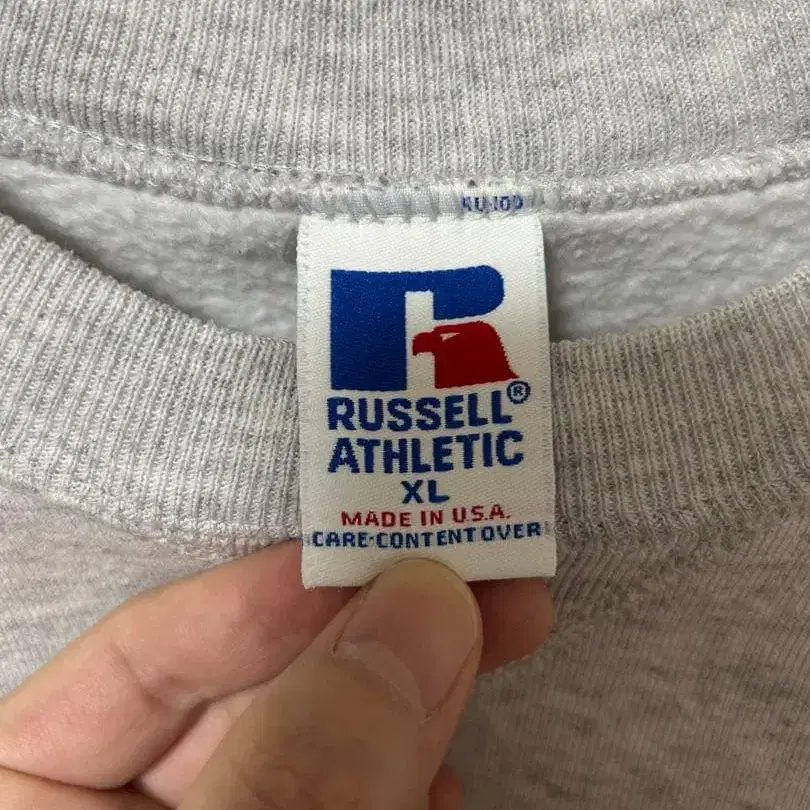 RUSSELL®
ATHLETIC
XL
MADE IN U.S.A.
CARE·CONTENT OVER